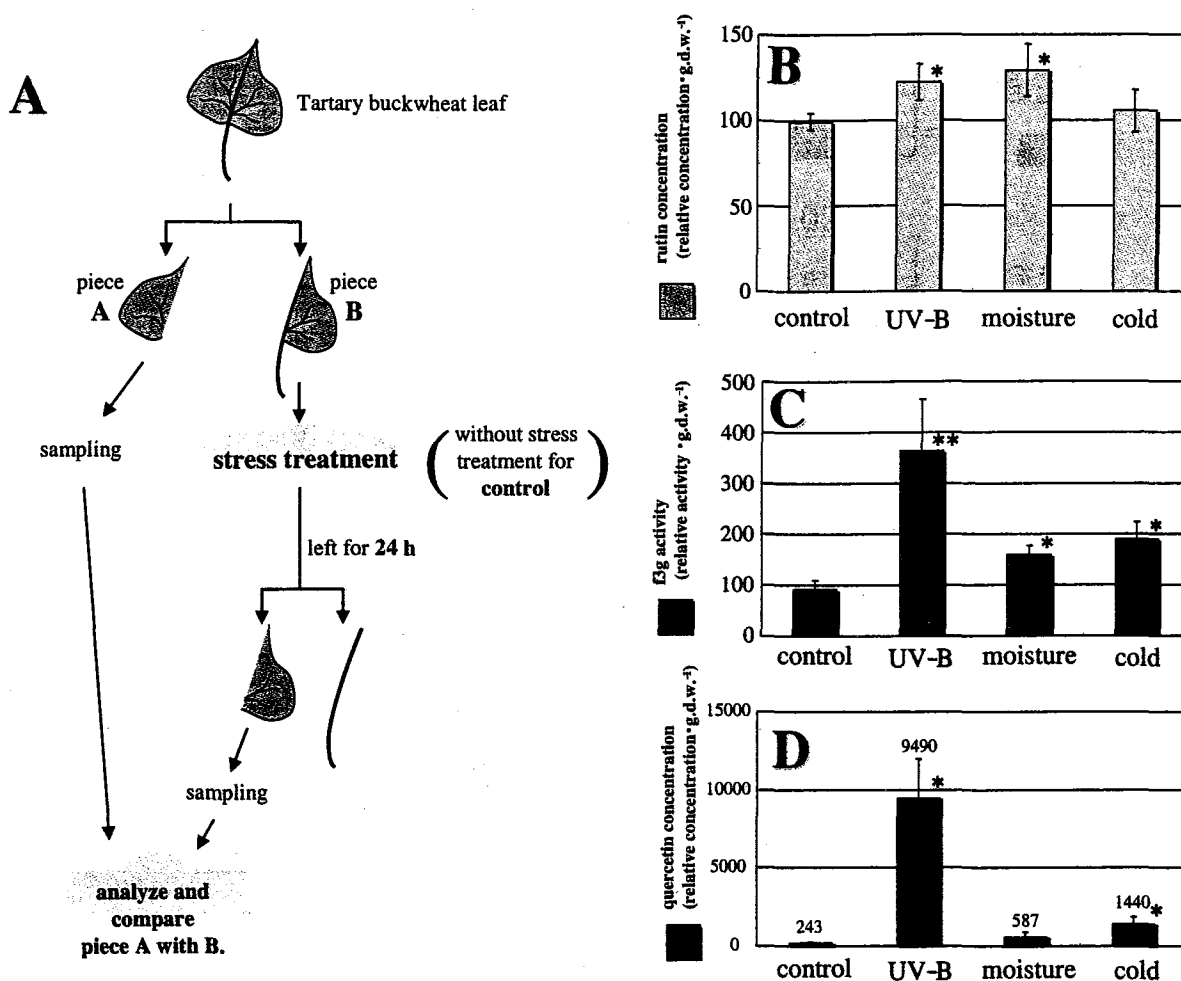 A
Tartary buckwheat leaf
piece
A
piece
B
sampling
stress treatment
(without stress
treatment for
control)
left for 24 h
sampling
analyze and
compare
piece A with B.
B
rutin concentration
(relative concentration•g.d.w.⁻¹)
150
100
50
0
control UV-B moisture cold
* *
C
f3g activity
(relative activity •g.d.w.⁻¹)
500
400
300
200
100
0
** * *
control UV-B moisture cold
D
quercetin concentration
(relative concentration•g.d.w.⁻¹)
15000
10000
5000
0
243 9490 587 1440
* *
control UV-B moisture cold